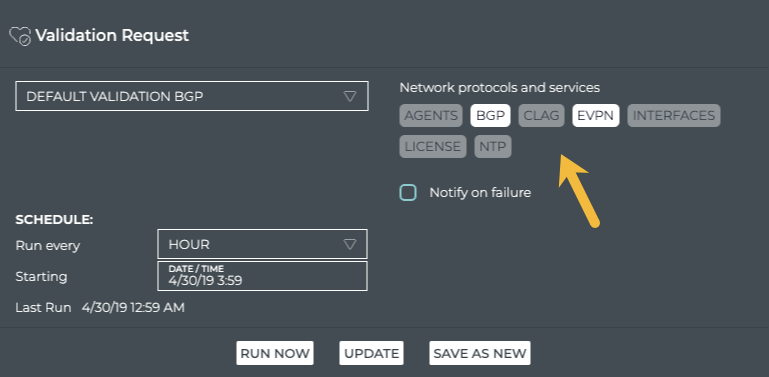 Validation Request
DEFAULT VALIDATION BGP
Network protocols and services
AGENTS BGP CLAG EVPN INTERFACES
LICENSE NTP
Notify on failure
SCHEDULE:
Run every HOUR
Starting DATE / TIME
4/30/19 3:59
Last Run 4/30/19 12:59 AM
RUN NOW UPDATE SAVE AS NEW